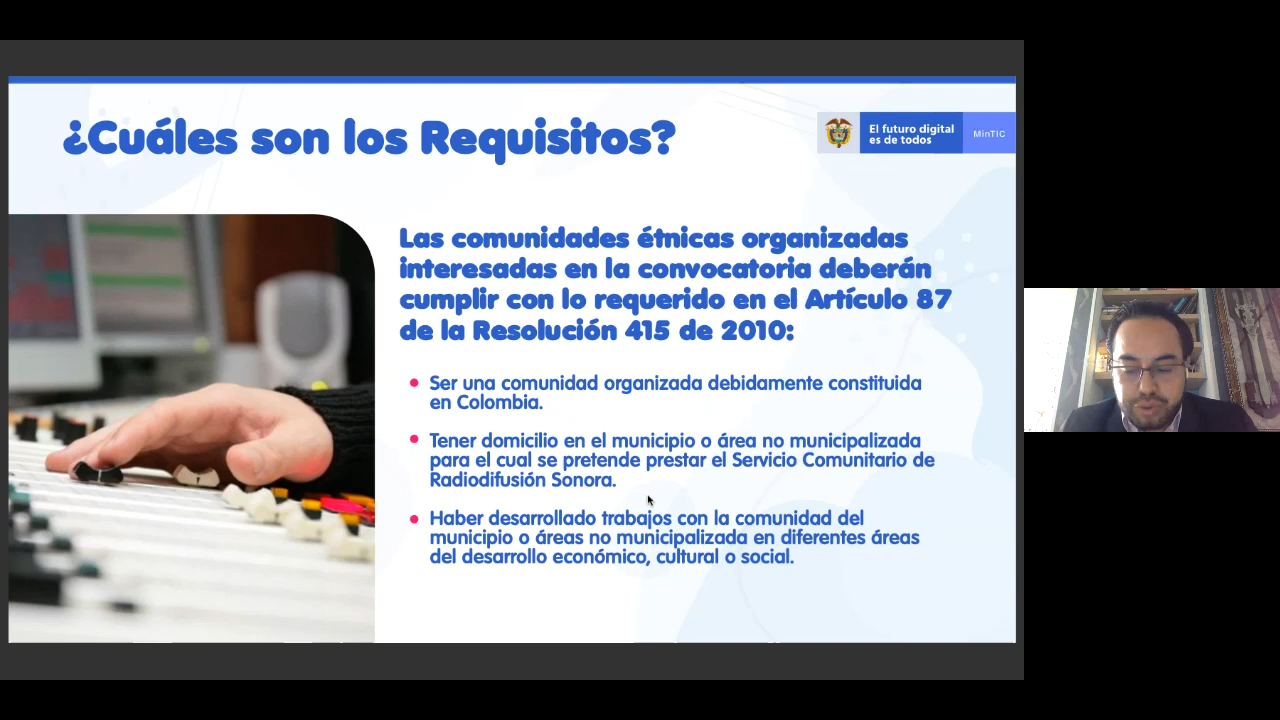 ¿Cuáles son los Requisitos?
El futuro digital
es de todos
MinTIC
Las comunidades étnicas organizadas
interesadas en la convocatoria deberán
cumplir con lo requerido en el Artículo 87
de la Resolución 415 de 2010:
Ser una comunidad organizada debidamente constituida
en Colombia.
Tener domicilio en el municipio o área no municipalizada
para el cual se pretende prestar el Servicio Comunitario de
Radiodifusión Sonora.
Haber desarrollado trabajos con la comunidad del
municipio o áreas no municipalizada en diferentes áreas
del desarrollo económico, cultural o social.